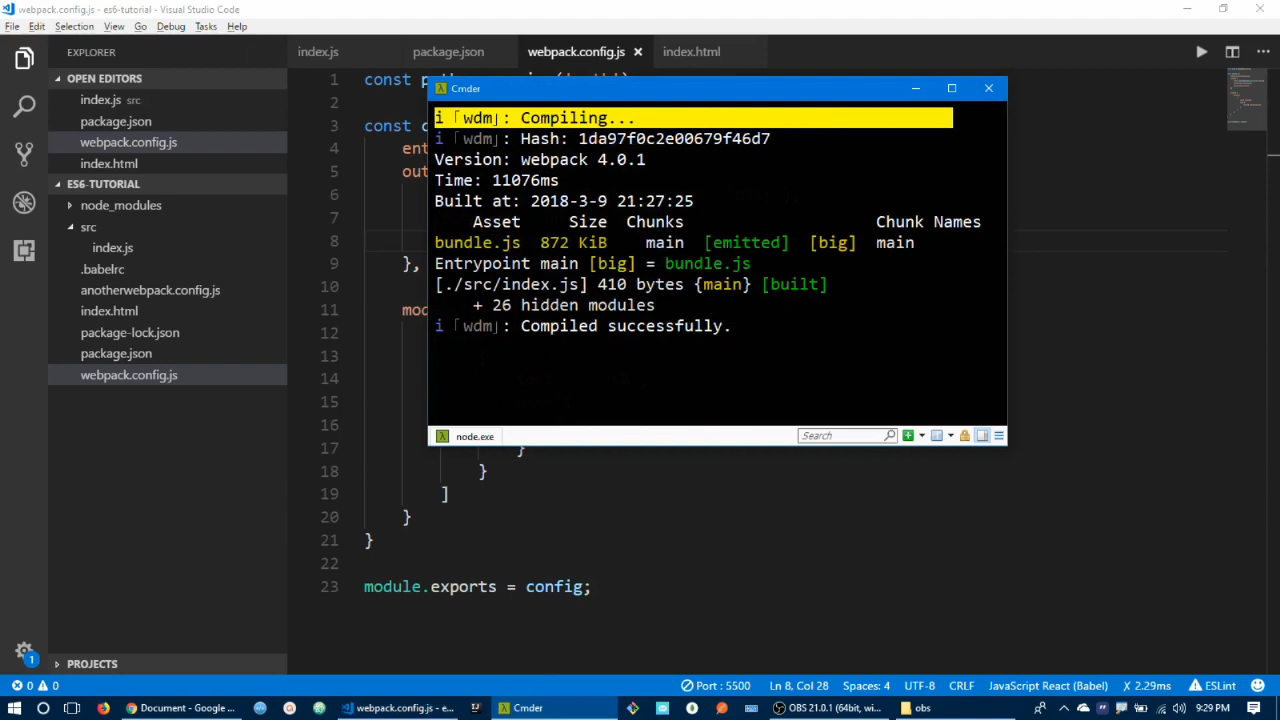 webpack.config.js - es6-tutorial - Visual Studio Code
File Edit Selection View Go Debug Tasks Help
EXPLORER
OPEN EDITORS
index.js src
package.json
webpack.config.js
index.html
ES6-TUTORIAL
node_modules
src
index.js
.babelrc
anotherwebpack.config.js
index.html
package-lock.json
package.json
webpack.config.js
PROJECTS
index.js package.json webpack.config.js index.html
1 const
2
3 const c
4 ent
5 out
6
7
8
9 },
10
11 mod
12
13
14
15
16
17 }
18 }
19 ]
20 }
21 }
22
23 module.exports = config;
Cmder
i「wdm」: Compiling...
i「wdm」: Hash: 1da97f0c2e00679f46d7
Version: webpack 4.0.1
Time: 11076ms
Built at: 2018-3-9 21:27:25
Asset Size Chunks Chunk Names
bundle.js 872 KiB main [emitted] [big] main
Entrypoint main [big] = bundle.js
[./src/index.js] 410 bytes {main} [built]
+ 26 hidden modules
i「wdm」: Compiled successfully.
node.exe Search
1
0 0 Port : 5500 Ln 8, Col 28 Spaces: 4 UTF-8 CRLF JavaScript React (Babel) X 2.29ms ESLint
Document - Google ... webpack.config.js - e... Cmder OBS 21.0.1 (64bit, wi... obs 9:29 PM